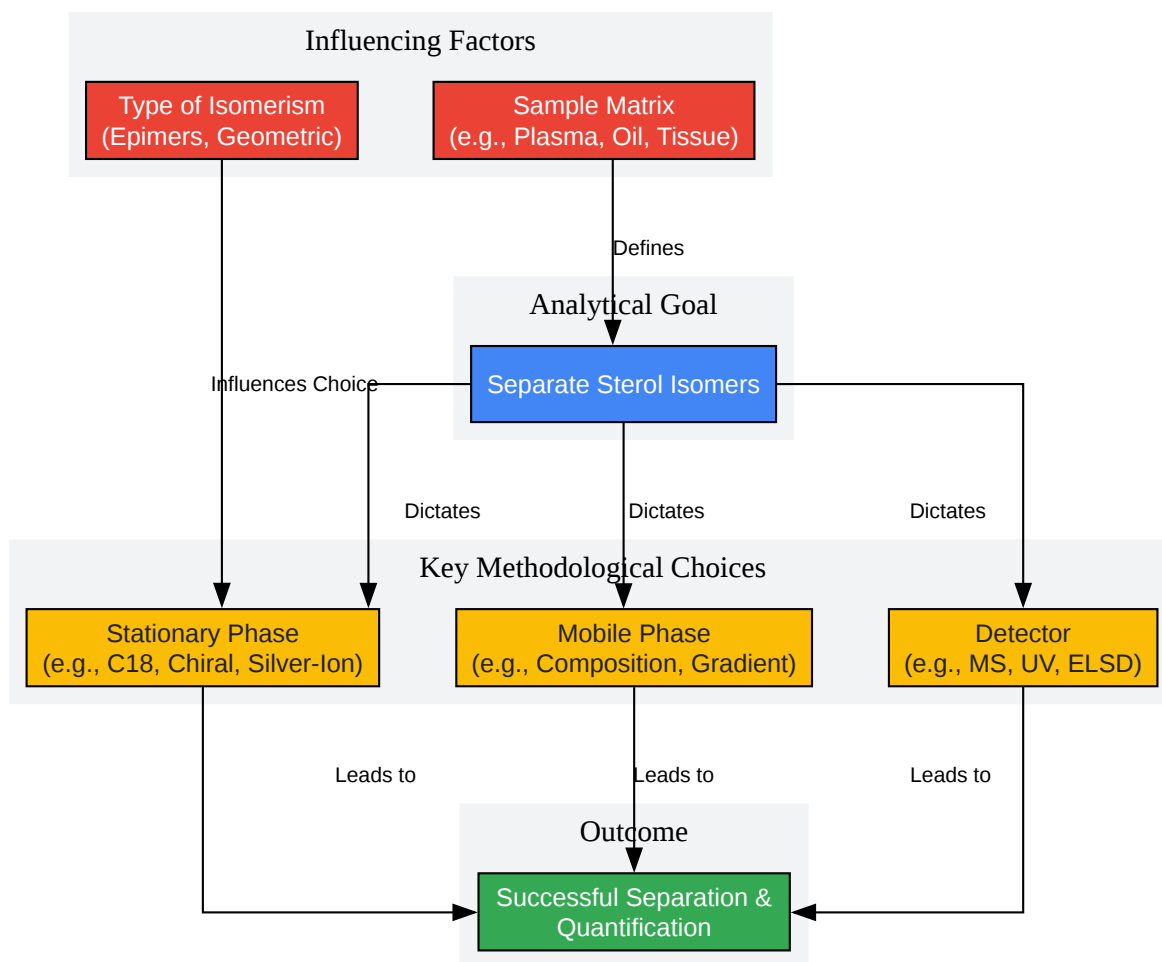 Influencing Factors
Type of Isomerism
(Epimers, Geometric)
Sample Matrix
(e.g., Plasma, Oil, Tissue)
Defines
Analytical Goal
Separate Sterol Isomers
Influences Choice
Dictates
Dictates
Dictates
Key Methodological Choices
Stationary Phase
(e.g., C18, Chiral, Silver-Ion)
Mobile Phase
(e.g., Composition, Gradient)
Detector
(e.g., MS, UV, ELSD)
Leads to
Leads to
Leads to
Outcome
Successful Separation &
Quantification